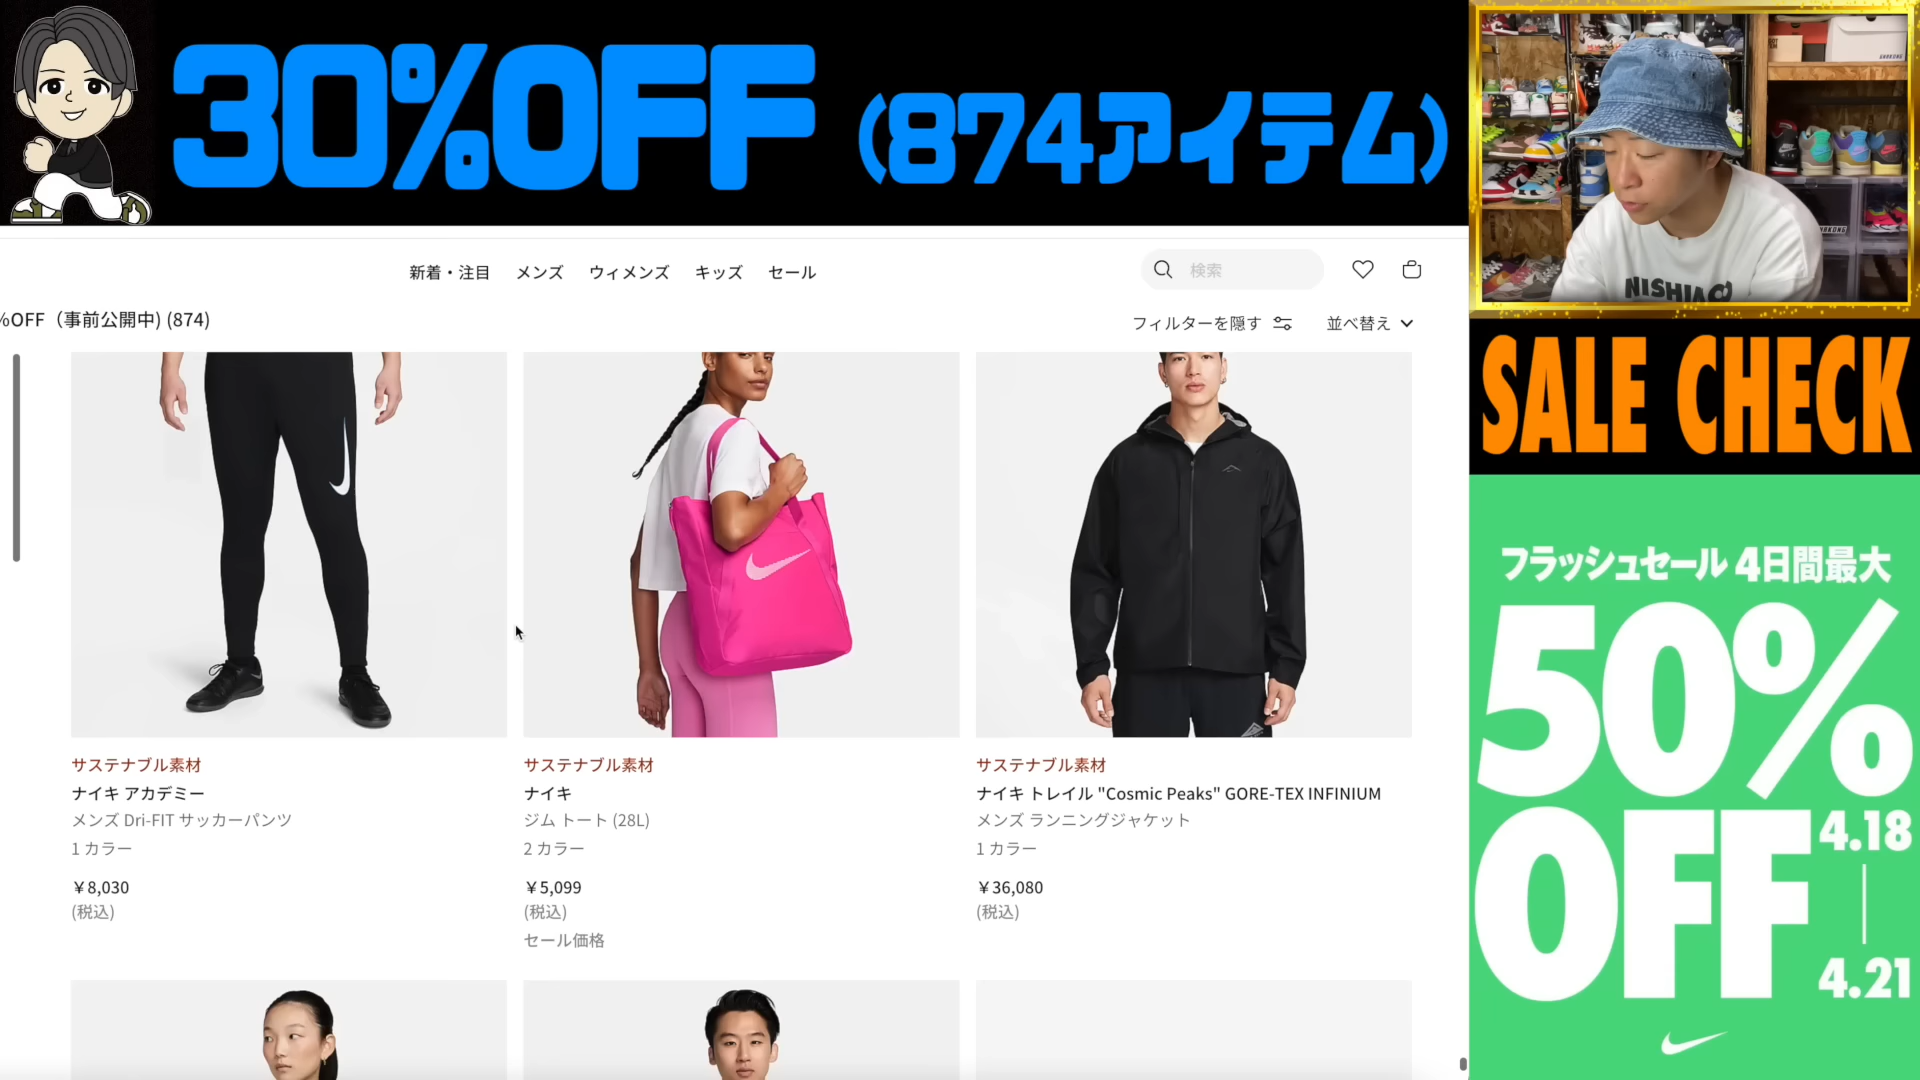 30%OFF (874アイテム)
新着・注目 メンズ ウィメンズ キッズ セール
検索
%OFF（事前公開中) (874)
フィルターを隠す
並べ替え
サステナブル素材
ナイキ アカデミー
メンズ Dri-FIT サッカーパンツ
1 カラー
￥8,030
(税込)
サステナブル素材
ナイキ
ジム トート (28L)
2 カラー
￥5,099
(税込)
セール価格
サステナブル素材
ナイキ トレイル "Cosmic Peaks" GORE-TEX INFINIUM
メンズ ランニングジャケット
1 カラー
￥36,080
(税込)
SALE CHECK
フラッシュセール 4日間最大
50%
OFF
4.18
4.21